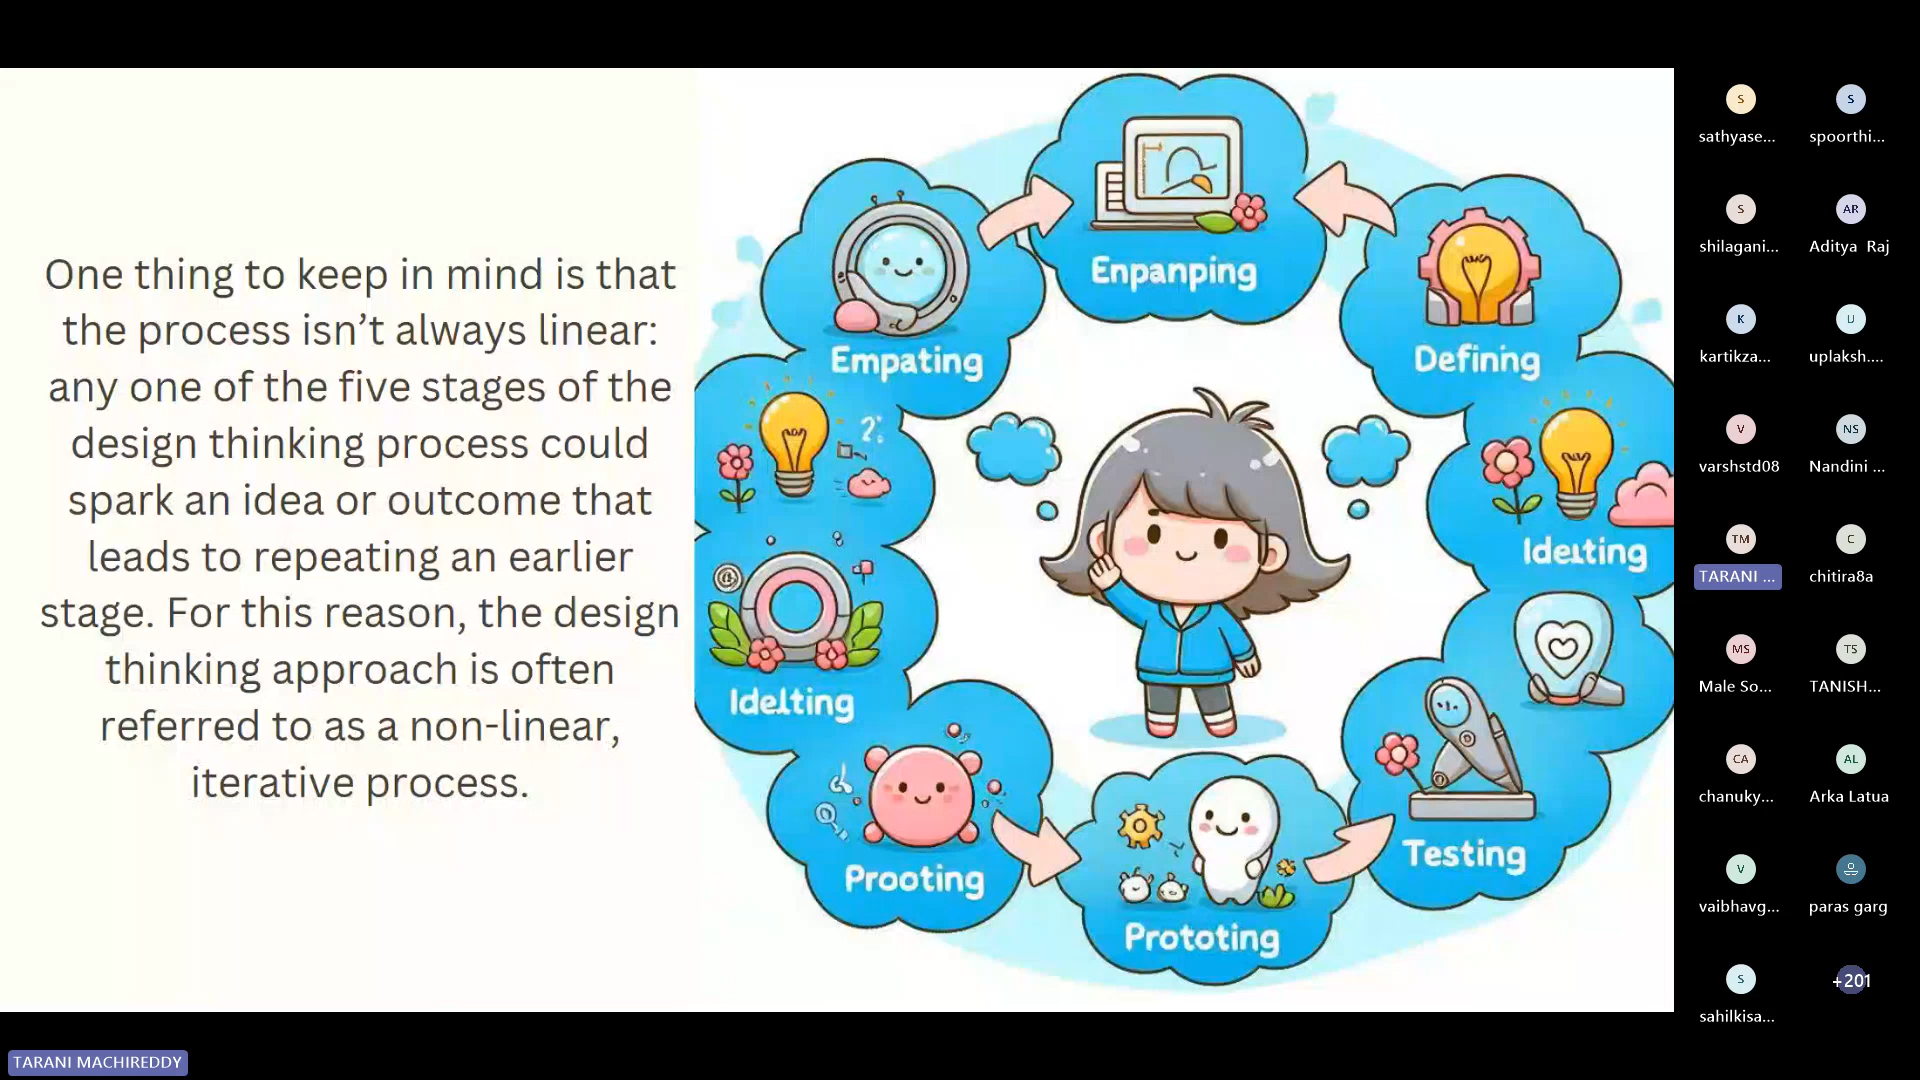 One thing to keep in mind is that
the process isn’t always linear:
any one of the five stages of the
design thinking process could
spark an idea or outcome that
leads to repeating an earlier
stage. For this reason, the design
thinking approach is often
referred to as a non-linear,
iterative process.
Enpanping
Empating
Defining
Idelting
Idelting
Prooting
Prototing
Testing
S
sathyase...
S
spoorthi...
S
shilagani...
AR
Aditya Raj
K
kartikza...
U
uplaksh....
V
varshstd08
NS
Nandini ...
TM
TARANI ...
C
chitira8a
MS
Male So...
TS
TANISH...
CA
chanuky...
AL
Arka Latua
V
vaibhavg...
paras garg
S
sahilkisa...
+201
TARANI MACHIREDDY